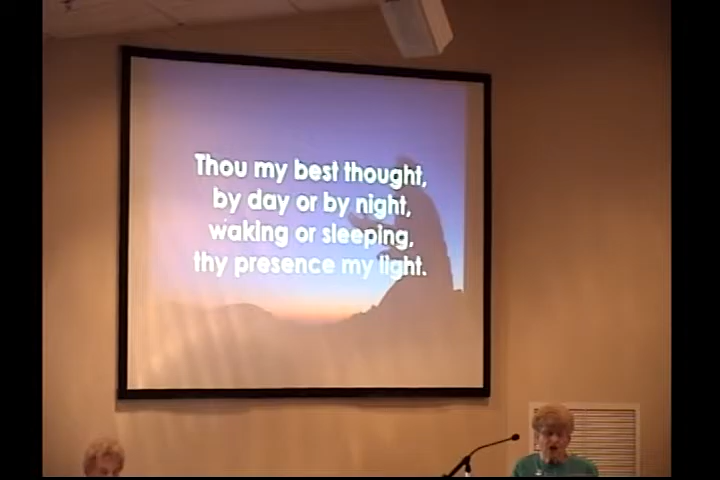 Thou my best thought,
by day or by night,
waking or sleeping,
thy presence my light.